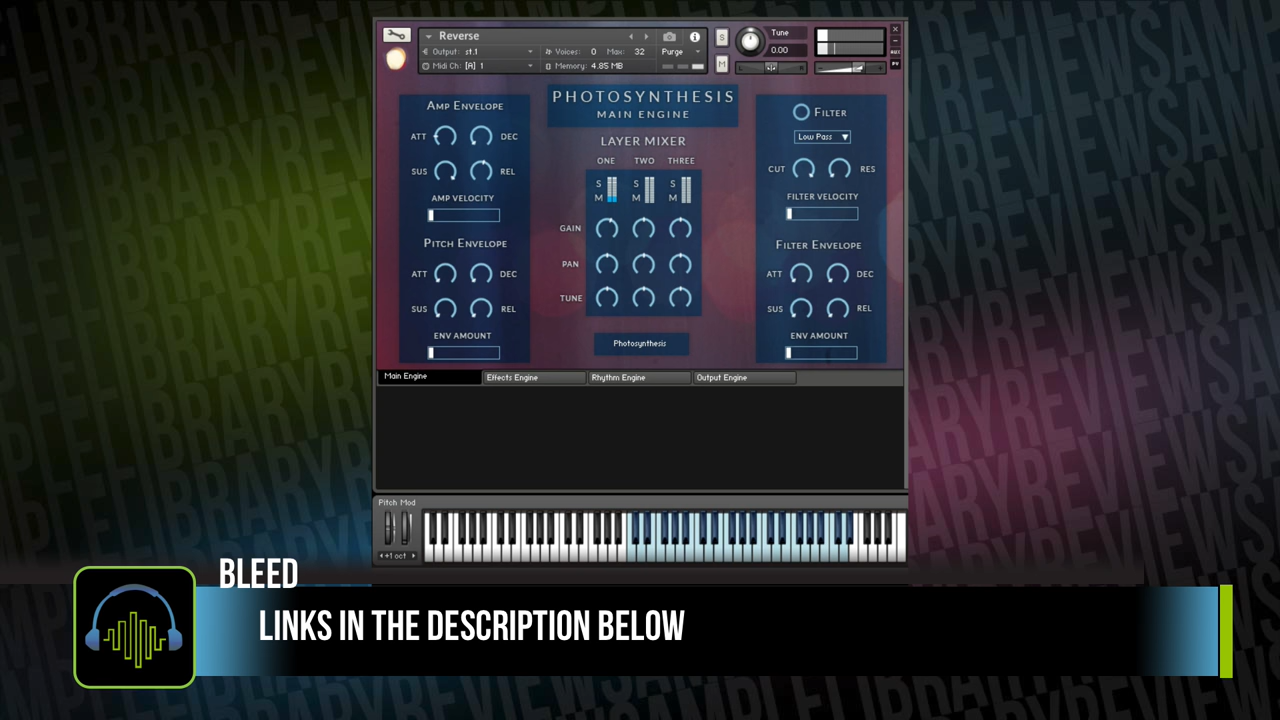 Reverse
S
Tune
Output: st.1
Voices: 0 Max: 32 Purge
0.00
Midi Ch: [A] 1
Memory: 4.85 MB
M
L R
AUX
PV
PHOTOSYNTHESIS
MAIN ENGINE
AMP ENVELOPE
ATT DEC
SUS REL
AMP VELOCITY
PITCH ENVELOPE
ATT DEC
SUS REL
ENV AMOUNT
LAYER MIXER
ONE TWO THREE
S S S
M M M
GAIN
PAN
TUNE
Photosynthesis
FILTER
Low Pass
CUT RES
FILTER VELOCITY
FILTER ENVELOPE
ATT DEC
SUS REL
ENV AMOUNT
Main Engine Effects Engine Rhythm Engine Output Engine
Pitch Mod
+1 oct
BLEED
LINKS IN THE DESCRIPTION BELOW